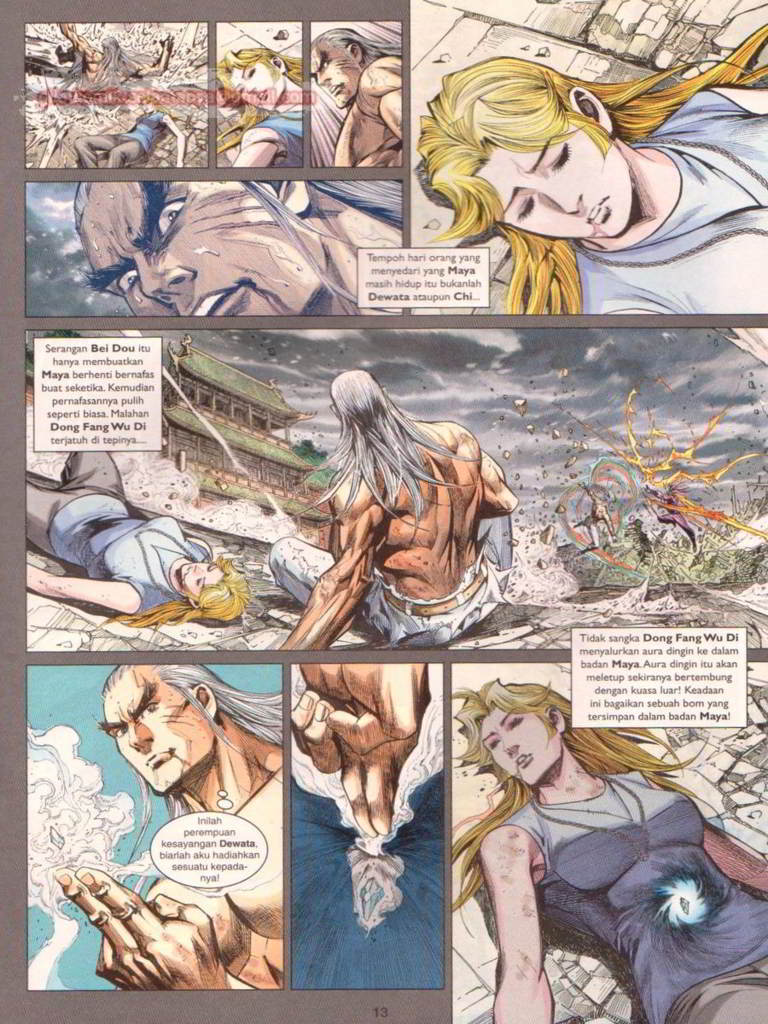 Tempoh hari orang yang
menyedari yang Maya
masih hidup itu bukanlah
Dewata ataupun Chi...
Serangan Bei Dou itu
hanya membuatkan
Maya berhenti bernafas
buat seketika. Kemudian
pernafasannya pulih
seperti biasa. Malahan
Dong Fang Wu Di
terjatuh di tepinya....
Tidak sangka Dong Fang Wu Di
menyalurkan aura dingin ke dalam
badan Maya. Aura dingin itu akan
meletup sekiranya bertembung
dengan kuasa luar! Keadaan
ini bagaikan sebuah bom yang
tersimpan dalam badan Maya!
Inilah
perempuan
kesayangan Dewata,
biarlah aku hadiahkan
sesuatu kepada-
nya!
13